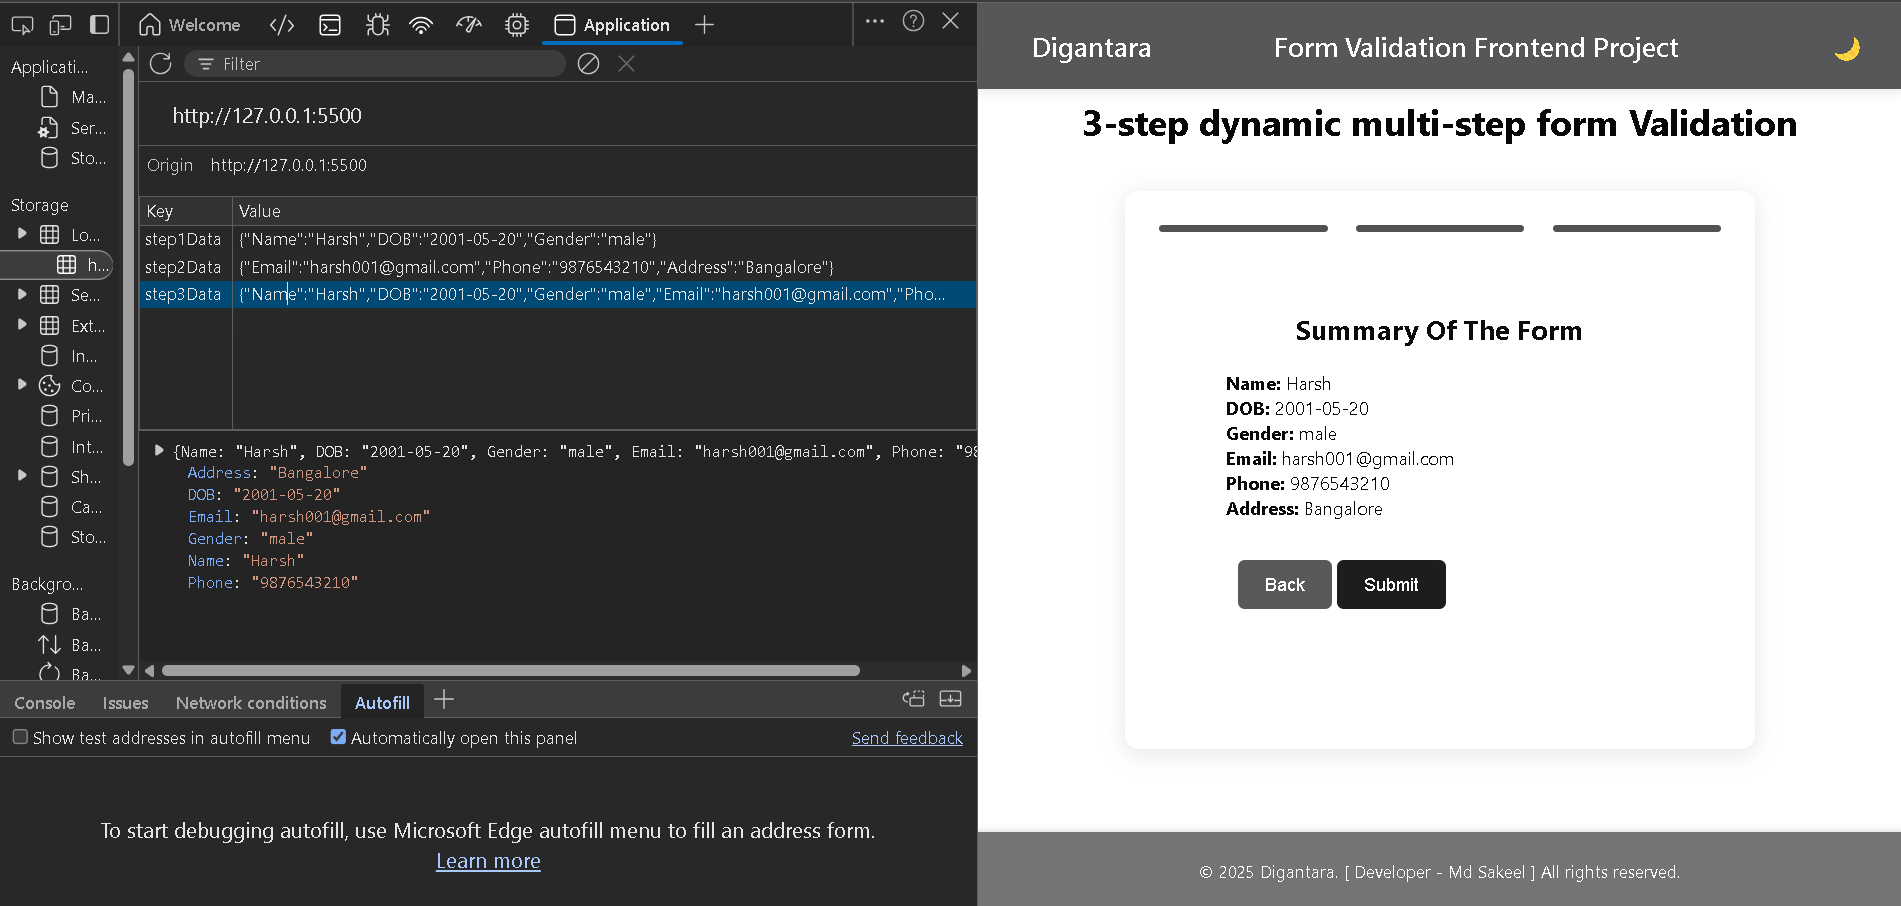 Welcome
Application
Applicati...
Ma...
Ser...
Sto...
Storage
Lo...
h...
Se...
Ext...
In...
Co...
Pri...
Int...
Sh...
Ca...
Sto...
Backgro...
Ba...
Ba...
Ba...
Filter
http://127.0.0.1:5500
Origin http://127.0.0.1:5500
Key Value
step1Data {"Name":"Harsh","DOB":"2001-05-20","Gender":"male"}
step2Data {"Email":"harsh001@gmail.com","Phone":"9876543210","Address":"Bangalore"}
step3Data {"Name":"Harsh","DOB":"2001-05-20","Gender":"male","Email":"harsh001@gmail.com","Pho...
{Name: "Harsh", DOB: "2001-05-20", Gender: "male", Email: "harsh001@gmail.com", Phone: "98
Address: "Bangalore"
DOB: "2001-05-20"
Email: "harsh001@gmail.com"
Gender: "male"
Name: "Harsh"
Phone: "9876543210"
Console Issues Network conditions Autofill
Show test addresses in autofill menu Automatically open this panel Send feedback
To start debugging autofill, use Microsoft Edge autofill menu to fill an address form.
Learn more
Digantara Form Validation Frontend Project
3-step dynamic multi-step form Validation
Summary Of The Form
Name: Harsh
DOB: 2001-05-20
Gender: male
Email: harsh001@gmail.com
Phone: 9876543210
Address: Bangalore
Back Submit
© 2025 Digantara. [ Developer - Md Sakeel ] All rights reserved.